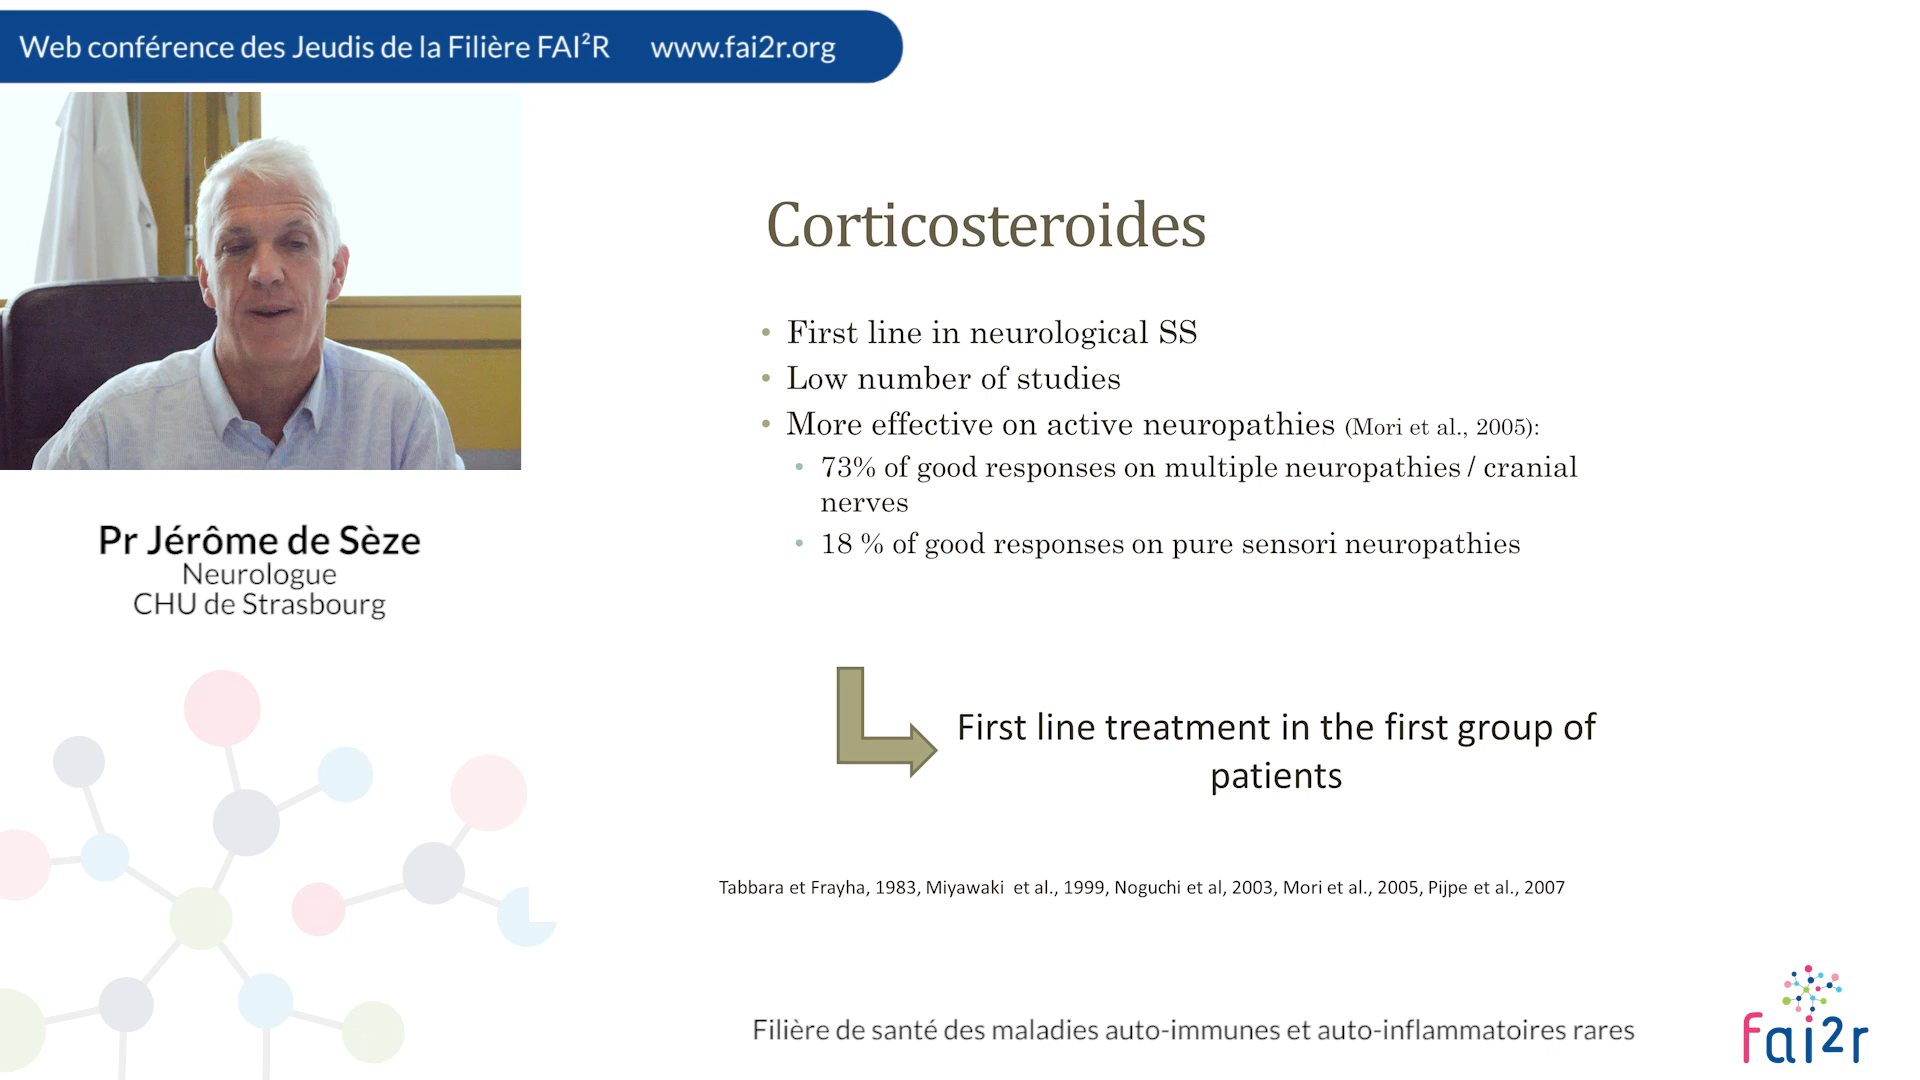 Web conférence des Jeudis de la Filière FAI²R www.fai2r.org
Pr Jérôme de Sèze
Neurologue
CHU de Strasbourg
Corticosteroides
• First line in neurological SS
• Low number of studies
• More effective on active neuropathies (Mori et al., 2005):
• 73% of good responses on multiple neuropathies / cranial
nerves
• 18 % of good responses on pure sensori neuropathies
First line treatment in the first group of
patients
Tabbara et Frayha, 1983, Miyawaki et al., 1999, Noguchi et al, 2003, Mori et al., 2005, Pijpe et al., 2007
Filière de santé des maladies auto-immunes et auto-inflammatoires rares
fai2r